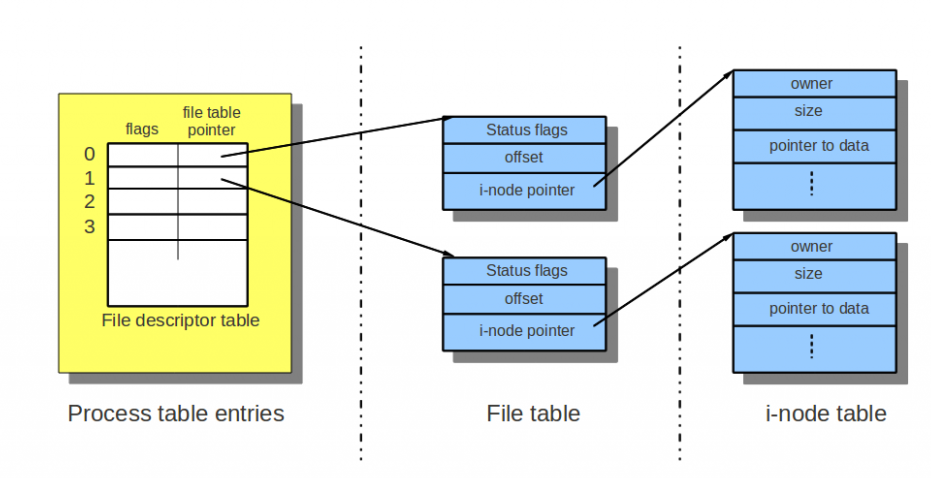 flags
file table
pointer
0
1
2
3
File descriptor table
Process table entries
Status flags
offset
i-node pointer
Status flags
offset
i-node pointer
File table
owner
size
pointer to data
owner
size
pointer to data
i-node table